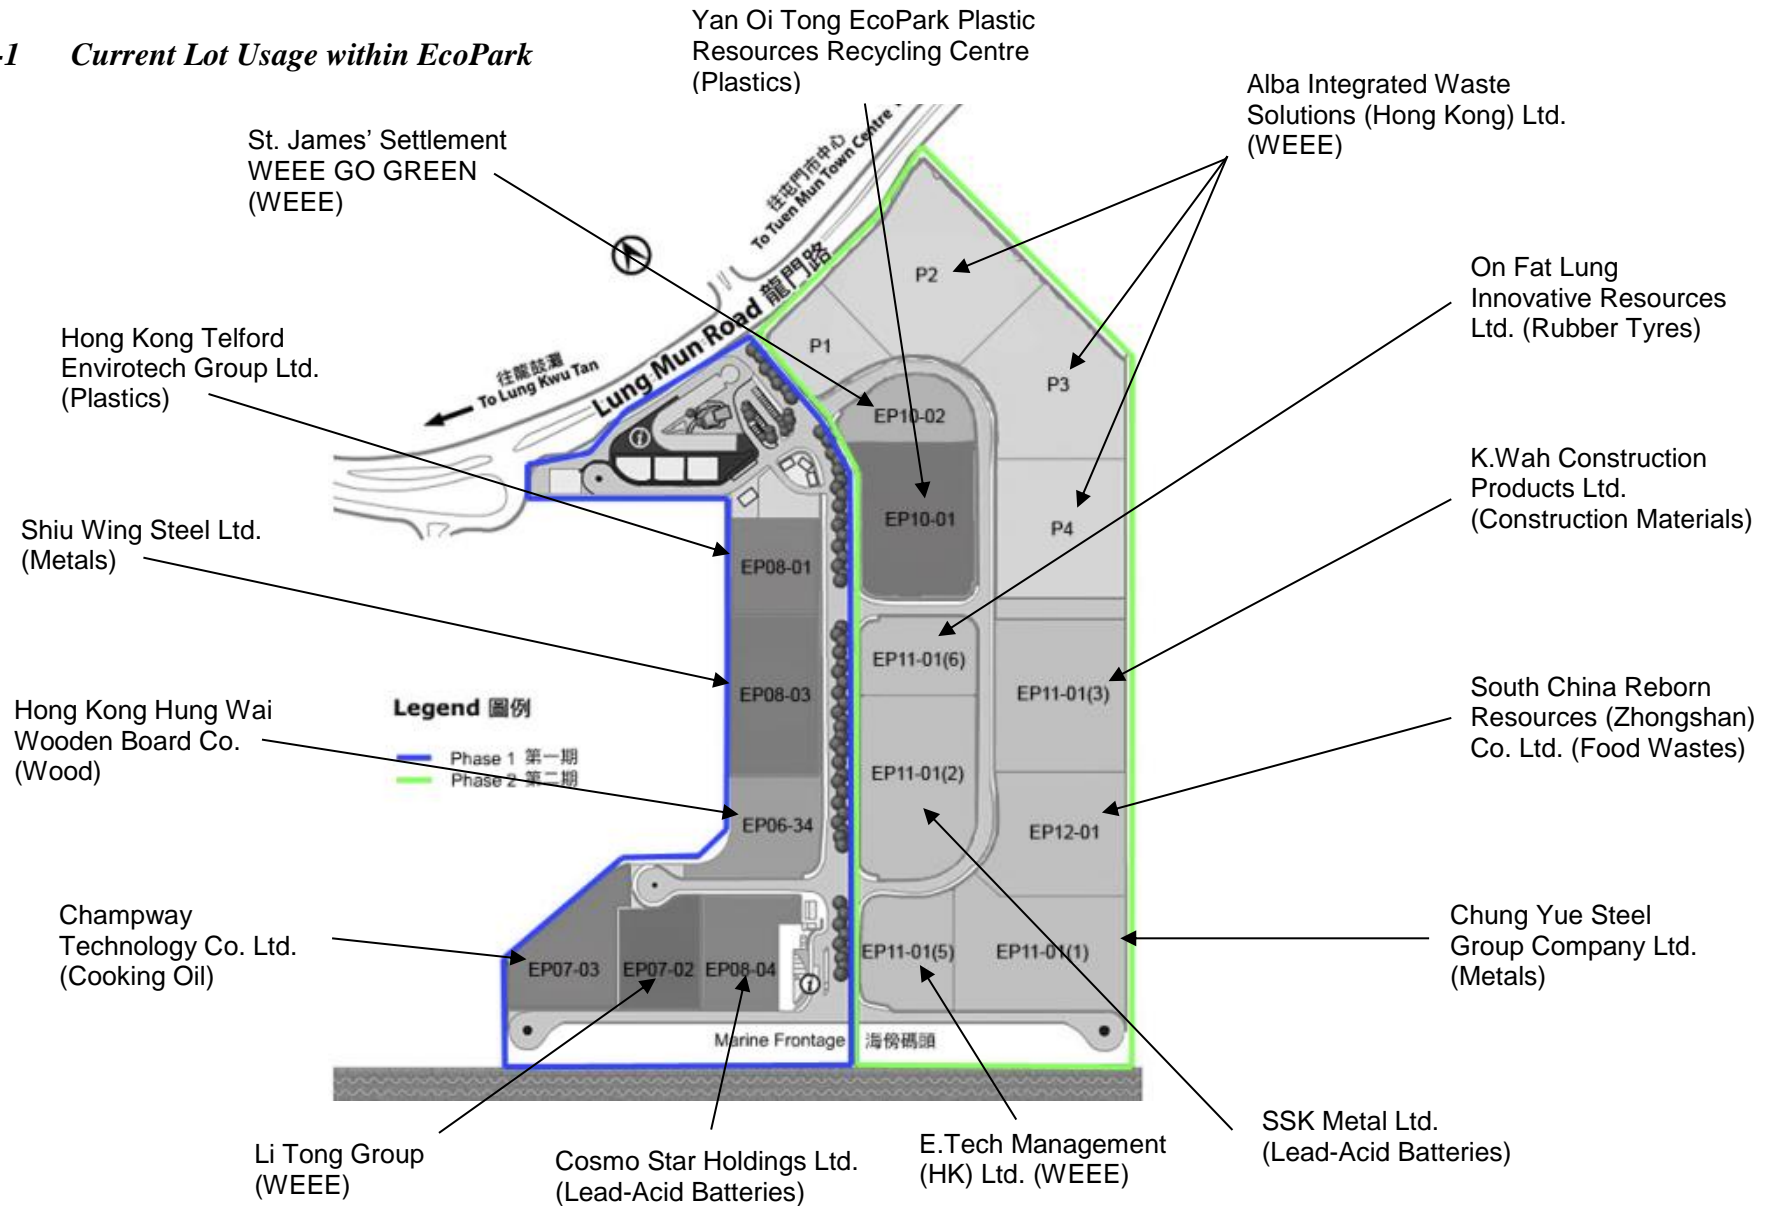 -1 Current Lot Usage within EcoPark
Yan Oi Tong EcoPark Plastic
Resources Recycling Centre
(Plastics)
Alba Integrated Waste
Solutions (Hong Kong) Ltd.
(WEEE)
St. James’ Settlement
WEEE GO GREEN
(WEEE)
往屯門市中心
To Tuen Mun Town Centre
On Fat Lung
Innovative Resources
Ltd. (Rubber Tyres)
Hong Kong Telford
Envirotech Group Ltd.
(Plastics)
往龍鼓灘
To Lung Kwu Tan
Lung Mun Road 龍門路
P2
P1
P3
EP10-02
K.Wah Construction
Products Ltd.
(Construction Materials)
EP10-01
P4
Shiu Wing Steel Ltd.
(Metals)
EP08-01
EP11-01(6)
EP08-03
EP11-01(3)
South China Reborn
Resources (Zhongshan)
Co. Ltd. (Food Wastes)
Hong Kong Hung Wai
Wooden Board Co.
(Wood)
Legend 圖例
Phase 1 第一期
Phase 2 第二期
EP11-01(2)
EP06-34
EP12-01
Champway
Technology Co. Ltd.
(Cooking Oil)
Chung Yue Steel
Group Company Ltd.
(Metals)
EP07-03
EP07-02
EP08-04
EP11-01(5)
EP11-01(1)
Marine Frontage 海傍碼頭
Li Tong Group
(WEEE)
Cosmo Star Holdings Ltd.
(Lead-Acid Batteries)
E.Tech Management
(HK) Ltd. (WEEE)
SSK Metal Ltd.
(Lead-Acid Batteries)